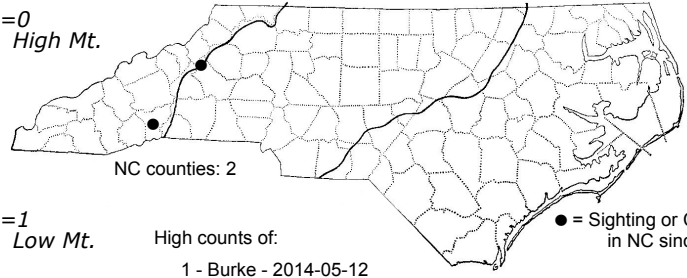 =0
High Mt.
NC counties: 2
=1
Low Mt.
High counts of:
1 - Burke - 2014-05-12
● = Sighting or
in NC